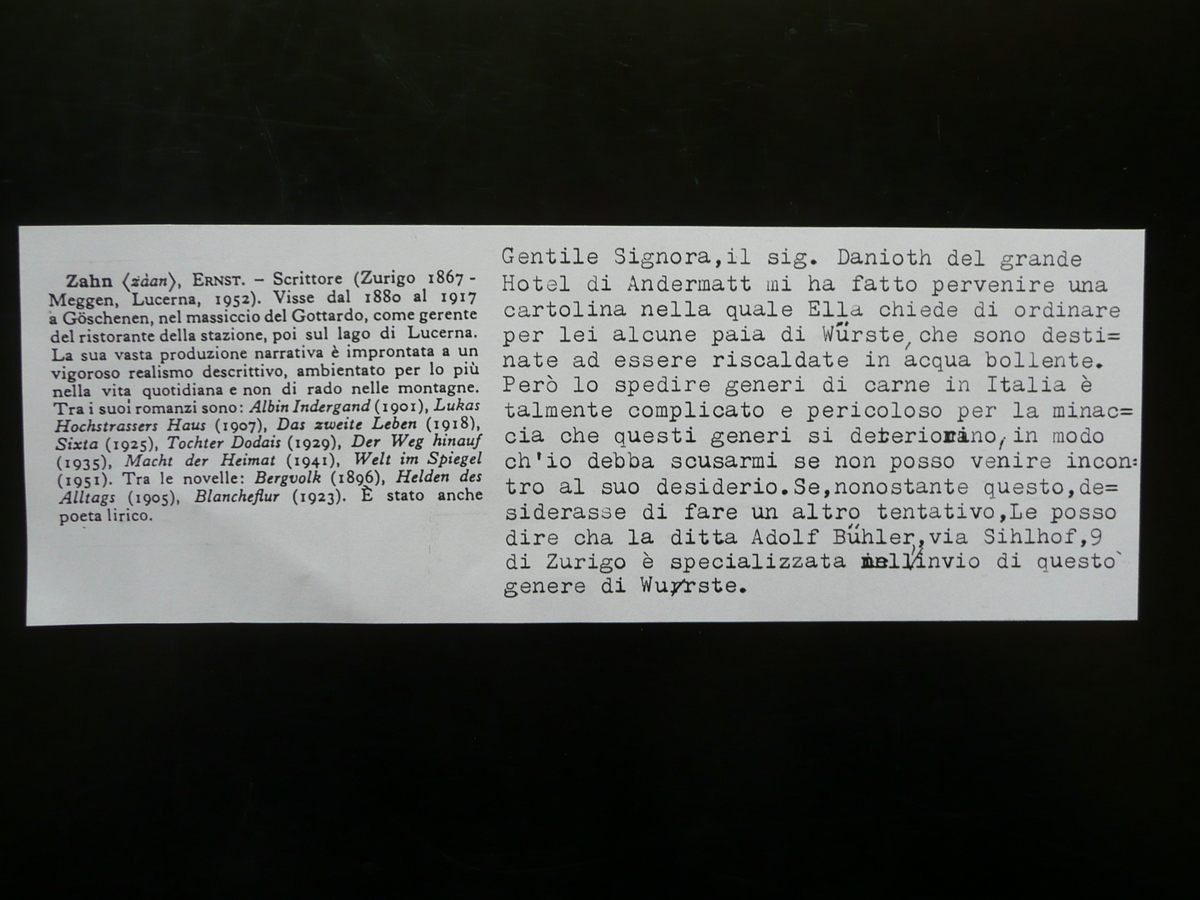 Zahn ⟨z̀àan⟩, ERNST. – Scrittore (Zurigo 1867 -
Meggen, Lucerna, 1952). Visse dal 1880 al 1917
a Göschenen, nel massiccio del Gottardo, come gerente
del ristorante della stazione, poi sul lago di Lucerna.
La sua vasta produzione narrativa è improntata a un
vigoroso realismo descrittivo, ambientato per lo più
nella vita quotidiana e non di rado nelle montagne.
Tra i suoi romanzi sono: Albin Indergand (1901), Lukas
Hochstrassers Haus (1907), Das zweite Leben (1918),
Sixta (1925), Tochter Dodais (1929), Der Weg hinauf
(1935), Macht der Heimat (1941), Welt im Spiegel
(1951). Tra le novelle: Bergvolk (1896), Helden des
Alltags (1905), Blancheflur (1923). È stato anche
poeta lirico.
Gentile Signora,il sig. Danioth del grande
Hotel di Andermatt mi ha fatto pervenire una
cartolina nella quale Ella chiede di ordinare
per lei alcune paia di Würste, che sono desti=
nate ad essere riscaldate in acqua bollente.
Però lo spedire generi di carne in Italia è
talmente complicato e pericoloso per la minac=
cia che questi generi si deteriorino, in modo
ch'io debba scusarmi se non posso venire incon=
tro al suo desiderio.Se,nonostante questo,de=
siderasse di fare un altro tentativo,Le posso
dire cha la ditta Adolf Bühler,via Sihlhof,9
di Zurigo è specializzata nell'invio di questo
genere di Wurste.